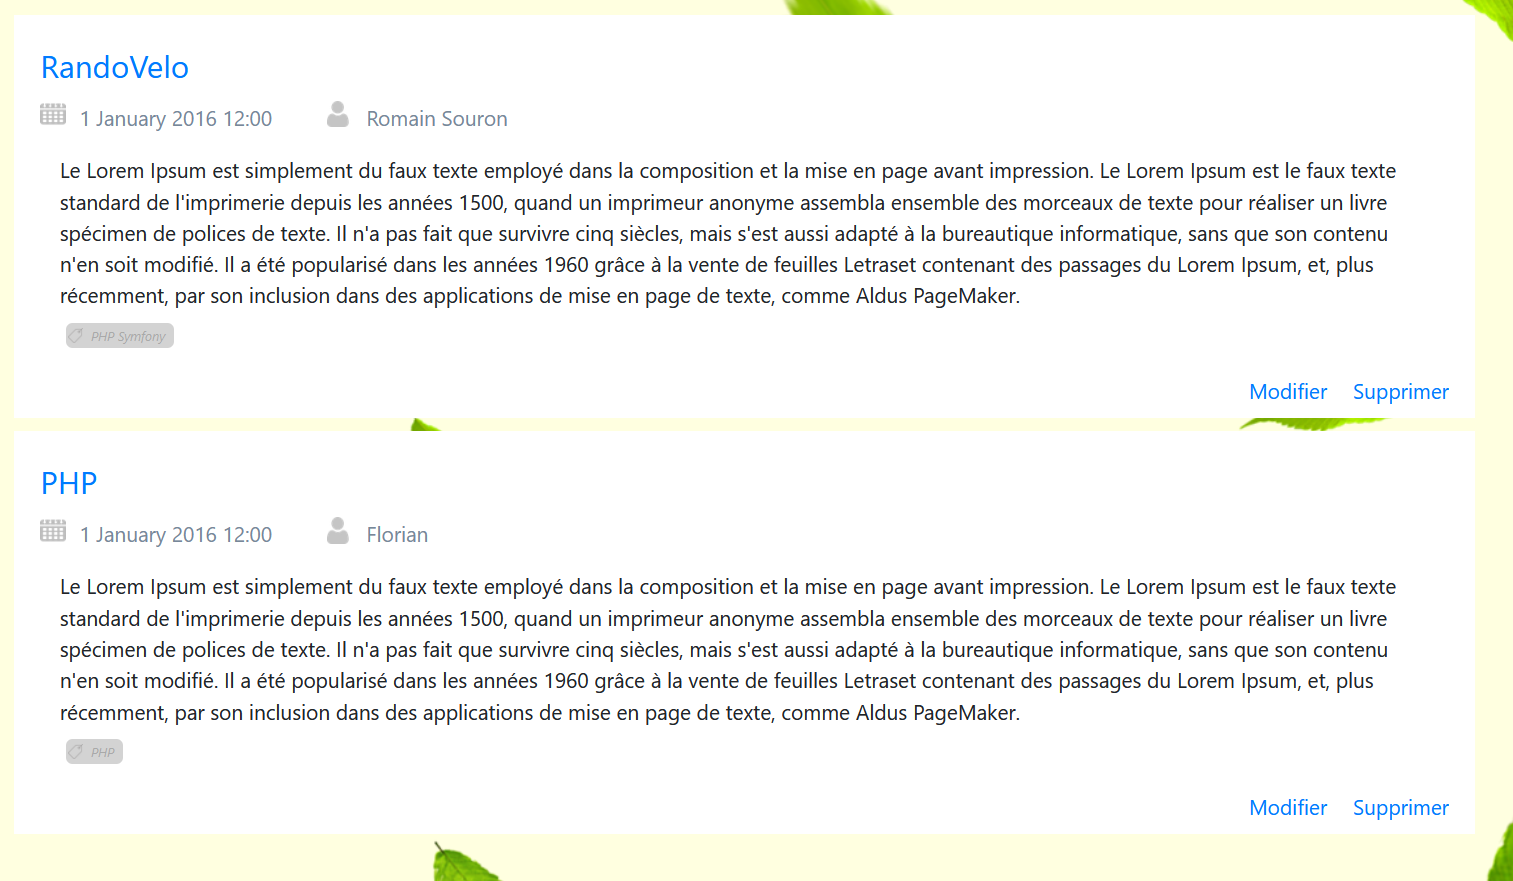 RandoVelo
1 January 2016 12:00 Romain Souron
Le Lorem Ipsum est simplement du faux texte employé dans la composition et la mise en page avant impression. Le Lorem Ipsum est le faux texte
standard de l'imprimerie depuis les années 1500, quand un imprimeur anonyme assembla ensemble des morceaux de texte pour réaliser un livre
spécimen de polices de texte. Il n'a pas fait que survivre cinq siècles, mais s'est aussi adapté à la bureautique informatique, sans que son contenu
n'en soit modifié. Il a été popularisé dans les années 1960 grâce à la vente de feuilles Letraset contenant des passages du Lorem Ipsum, et, plus
récemment, par son inclusion dans des applications de mise en page de texte, comme Aldus PageMaker.
PHP Symfony
Modifier Supprimer
PHP
1 January 2016 12:00 Florian
Le Lorem Ipsum est simplement du faux texte employé dans la composition et la mise en page avant impression. Le Lorem Ipsum est le faux texte
standard de l'imprimerie depuis les années 1500, quand un imprimeur anonyme assembla ensemble des morceaux de texte pour réaliser un livre
spécimen de polices de texte. Il n'a pas fait que survivre cinq siècles, mais s'est aussi adapté à la bureautique informatique, sans que son contenu
n'en soit modifié. Il a été popularisé dans les années 1960 grâce à la vente de feuilles Letraset contenant des passages du Lorem Ipsum, et, plus
récemment, par son inclusion dans des applications de mise en page de texte, comme Aldus PageMaker.
PHP
Modifier Supprimer